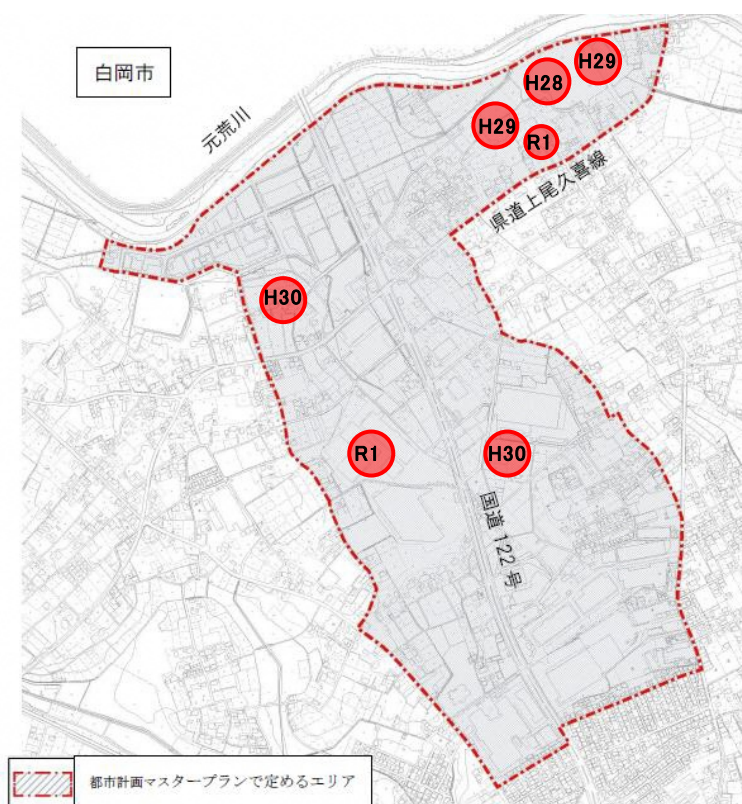 白岡市
元荒川
H29
H28
H29
R1
県道上尾久喜線
H30
R1
H30
国道122号
都市計画マスタープランで定めるエリア